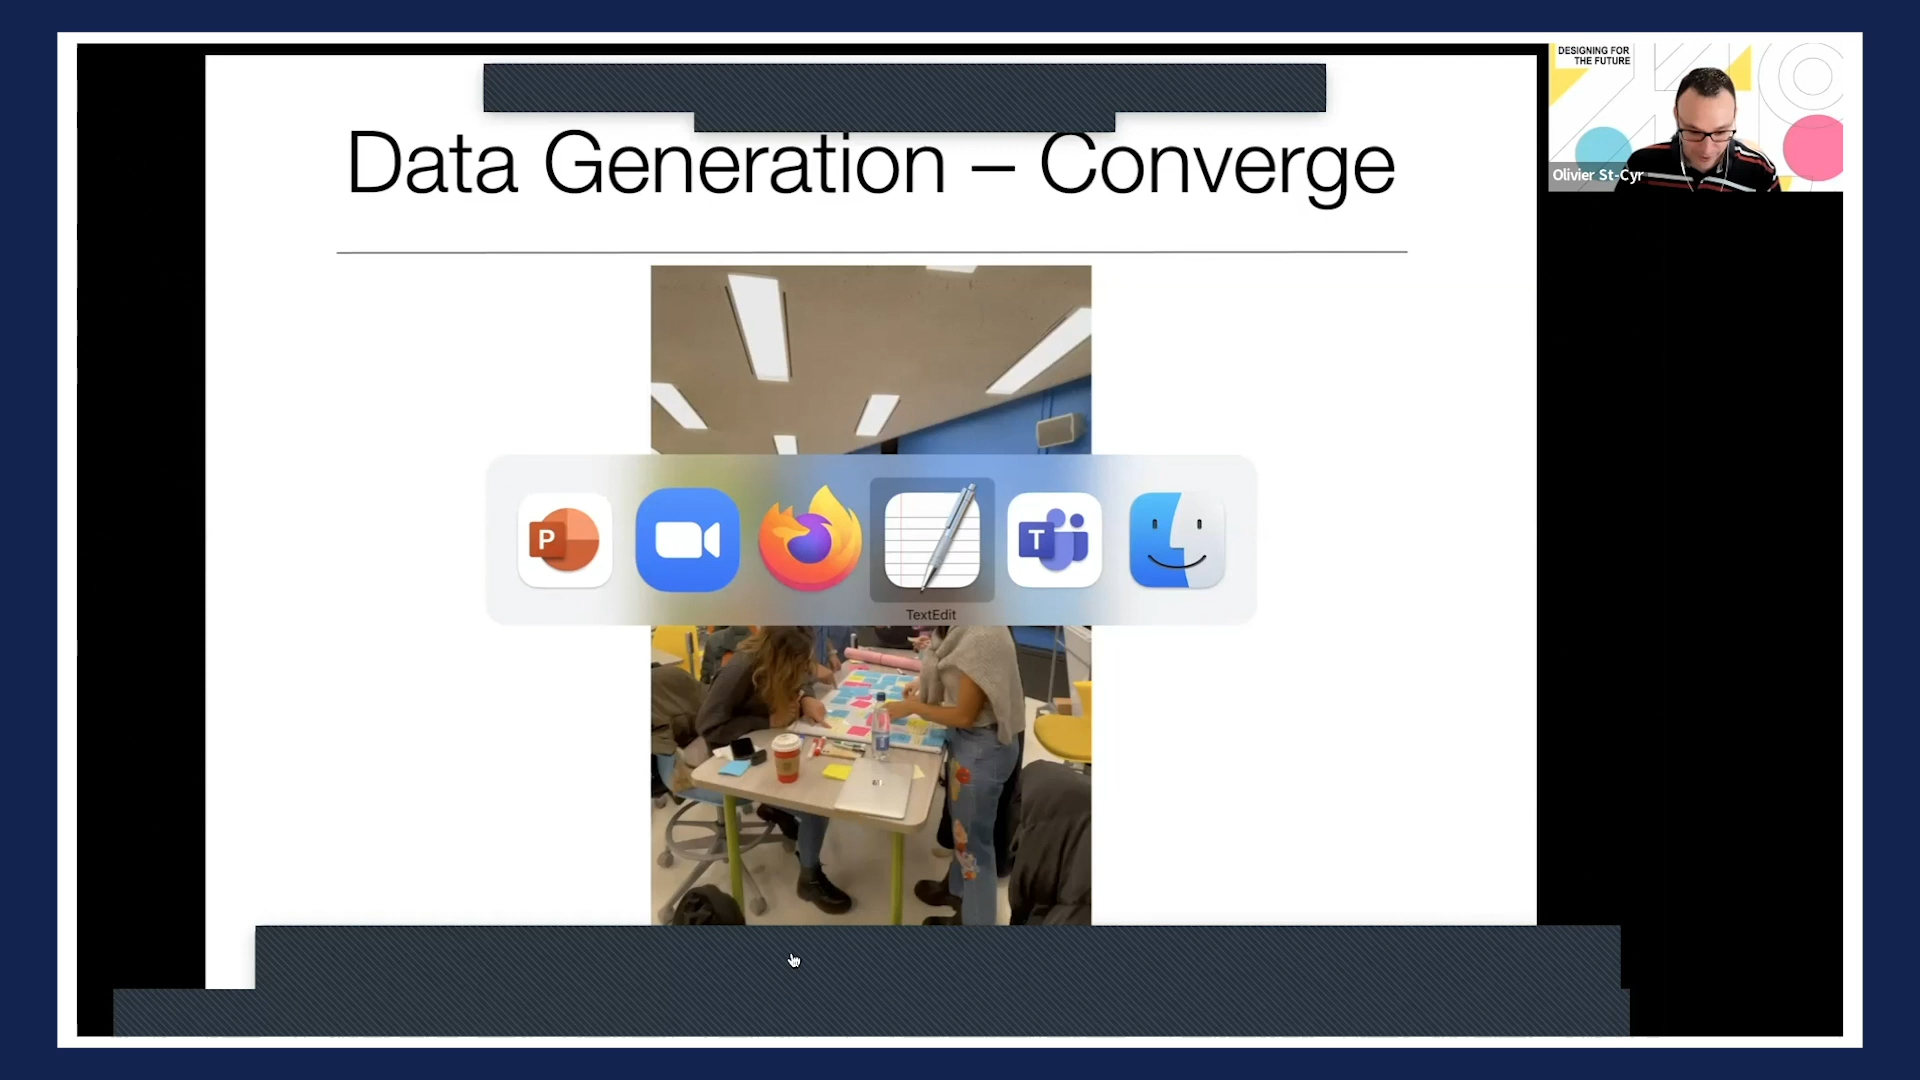 DESIGNING FOR
THE FUTURE
Olivier St-Cyr
Data Generation – Converge
P
T
TextEdit